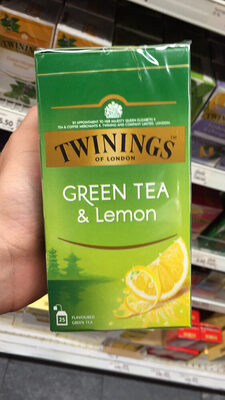 BY APPOINTMENT TO HER MAJESTY QUEEN ELIZABETH II
TEA & COFFEE MERCHANTS R. TWINING AND COMPANY LIMITED, LONDON
TWININGS™
OF LONDON
GREEN TEA
& Lemon
25
FLAVOURED
GREEN TEA